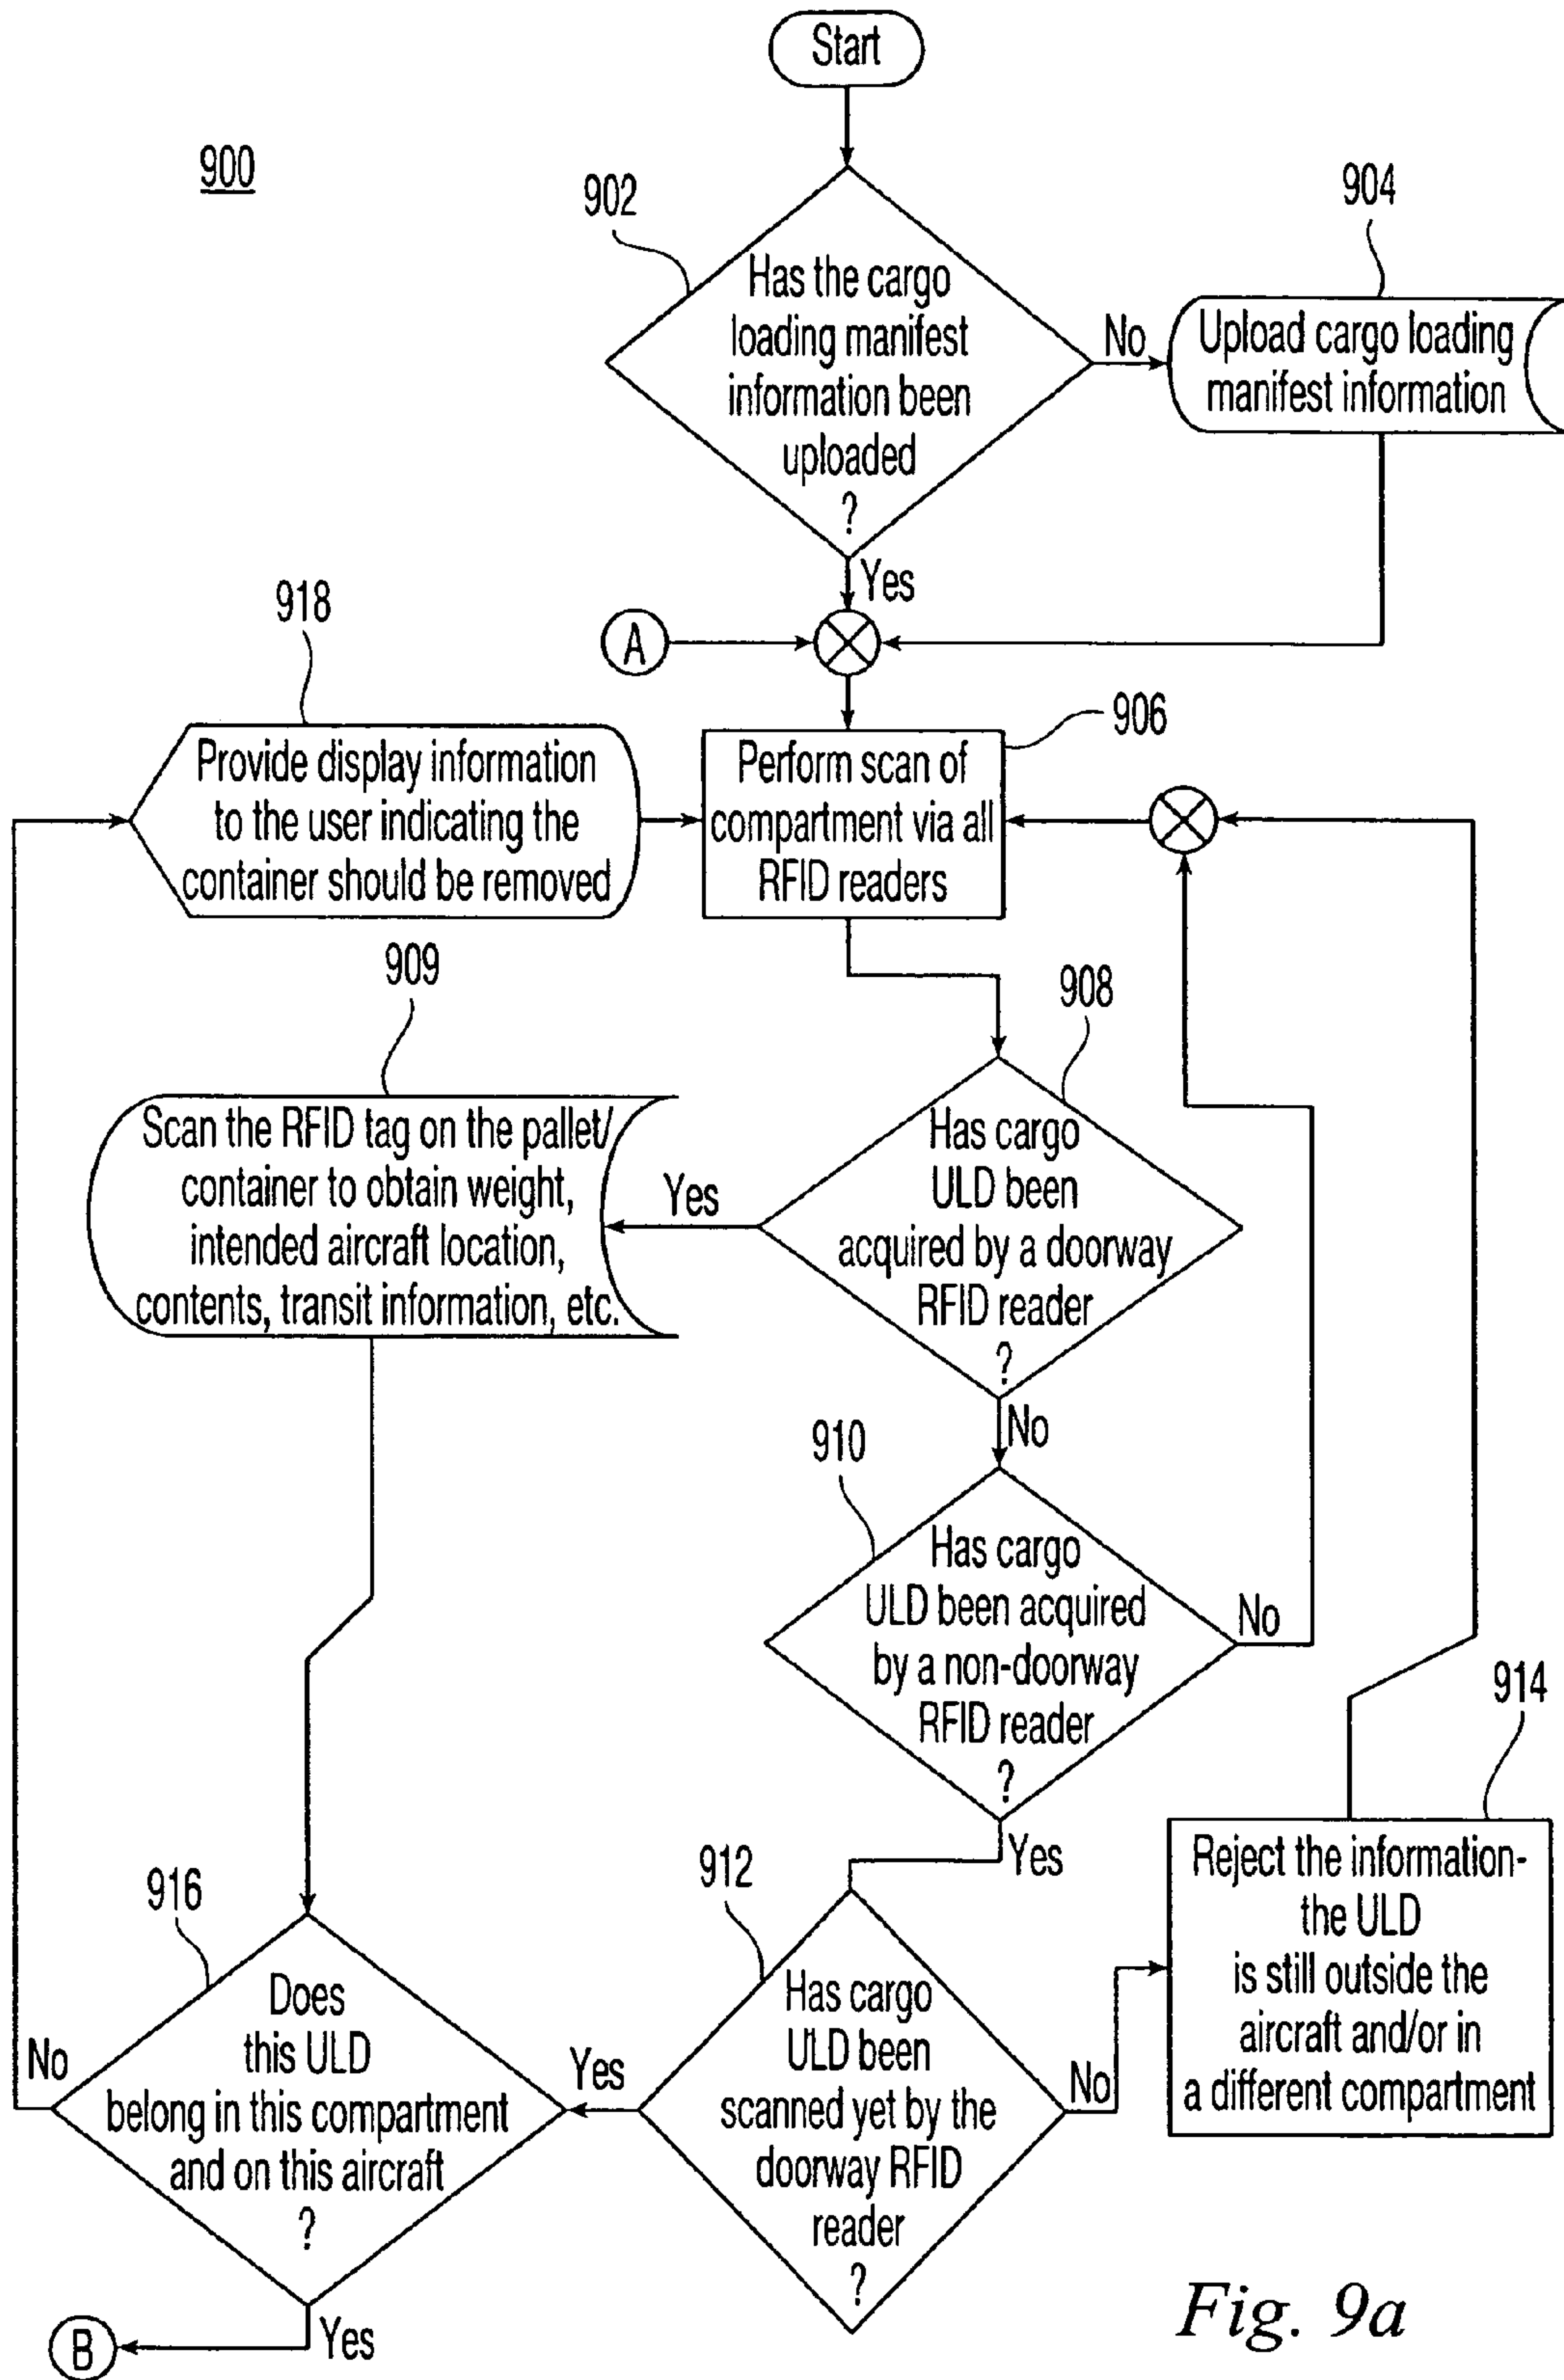 Start
900
902
904
Has the cargo
loading manifest
information been
uploaded
?
No
Upload cargo loading
manifest information
Yes
918
A
906
Provide display information
to the user indicating the
container should be removed
Perform scan of
compartment via all
RFID readers
909
908
Scan the RFID tag on the pallet/
container to obtain weight,
intended aircraft location,
contents, transit information, etc.
Yes
Has cargo
ULD been
acquired by a doorway
RFID reader
?
No
910
Has cargo
ULD been acquired
by a non-doorway
RFID reader
?
No
Yes
914
Reject the information-
the ULD
is still outside the
aircraft and/or in
a different compartment
916
912
Does
this ULD
belong in this compartment
and on this aircraft
?
No
Yes
Has cargo
ULD been
scanned yet by the
doorway RFID
reader
?
No
Yes
B
Fig. 9a